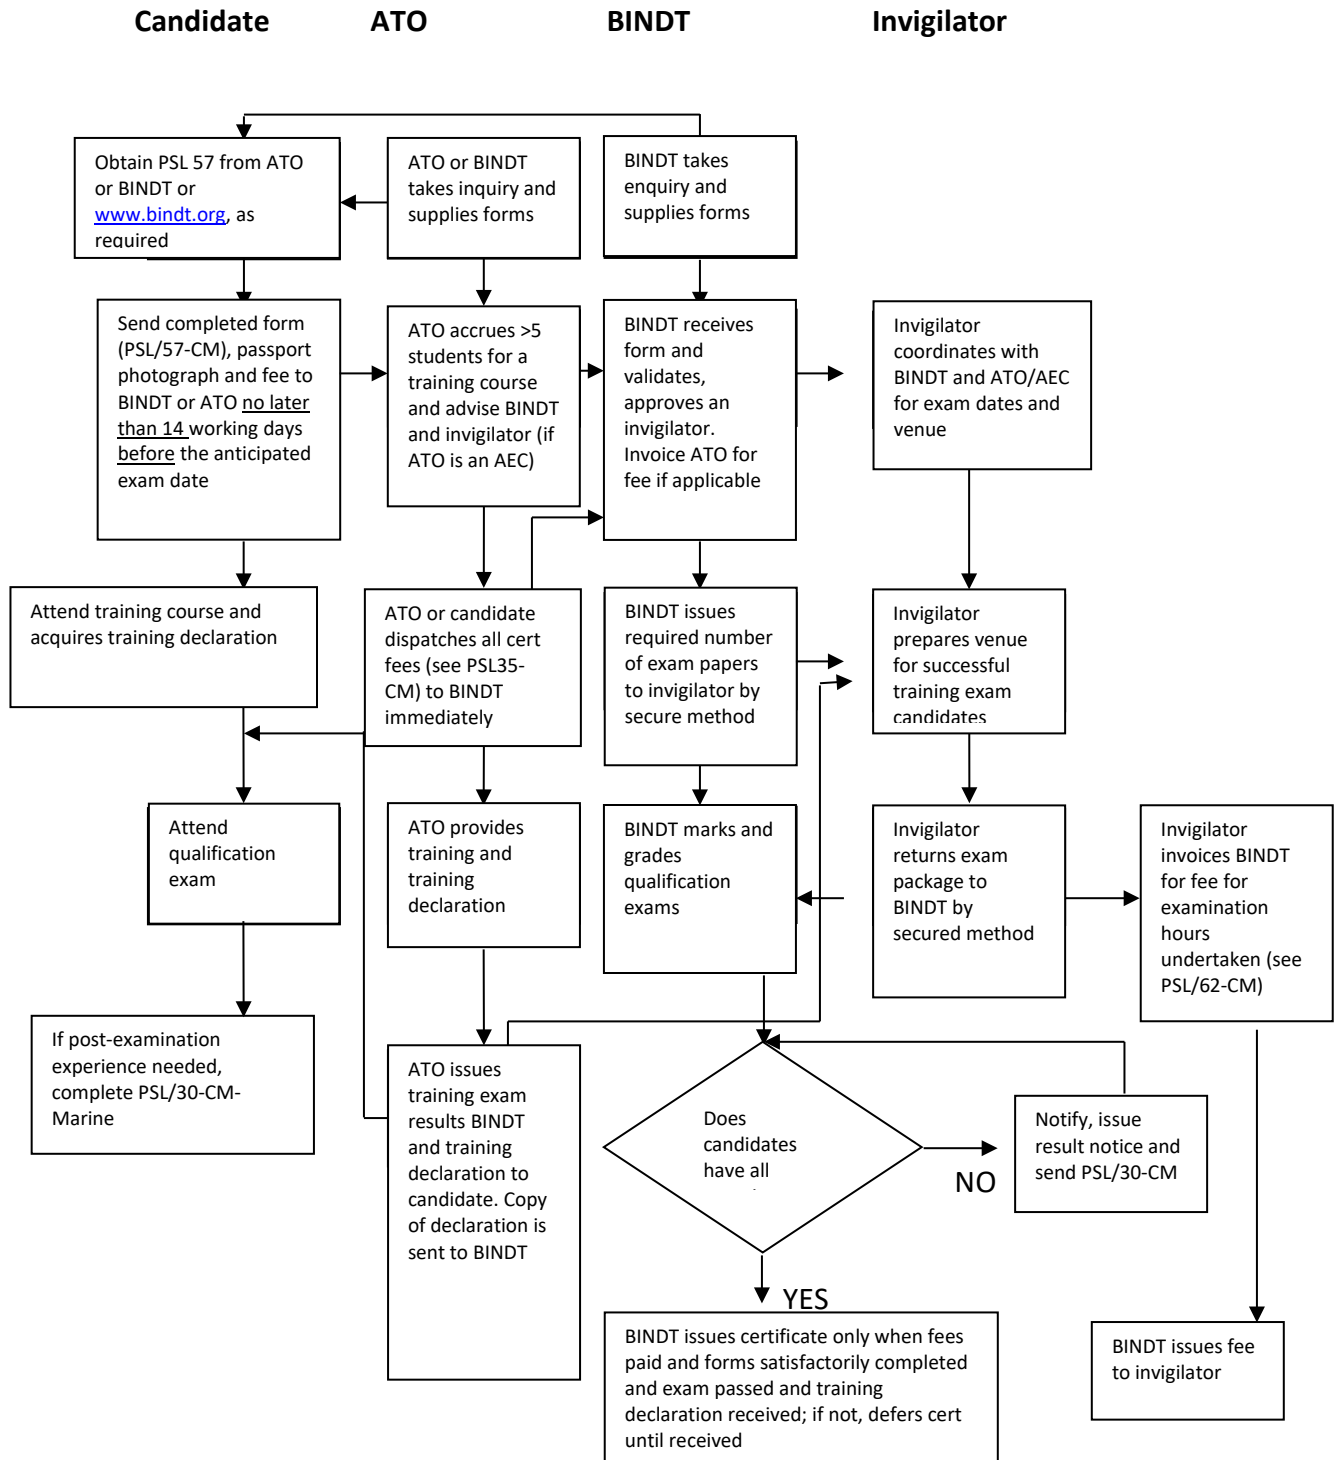 Candidate
ATO
BINDT
Invigilator
Obtain PSL 57 from ATO
or BINDT or
www.bindt.org, as
required
ATO or BINDT
takes inquiry and
supplies forms
BINDT takes
enquiry and
supplies forms
Send completed form
(PSL/57-CM), passport
photograph and fee to
BINDT or ATO no later
than 14 working days
before the anticipated
exam date
ATO accrues >5
students for a
training course
and advise BINDT
and invigilator (if
ATO is an AEC)
BINDT receives
form and
validates,
approves an
invigilator.
Invoice ATO for
fee if applicable
Invigilator
coordinates with
BINDT and ATO/AEC
for exam dates and
venue
Attend training course and
acquires training declaration
ATO or candidate
dispatches all cert
fees (see PSL35-
CM) to BINDT
immediately
BINDT issues
required number
of exam papers
to invigilator by
secure method
Invigilator
prepares venue
for successful
training exam
candidates
Attend
qualification
exam
ATO provides
training and
training
declaration
BINDT marks and
grades
qualification
exams
Invigilator
returns exam
package to
BINDT by
secured method
Invigilator
invoices BINDT
for fee for
examination
hours
undertaken (see
PSL/62-CM)
If post-examination
experience needed,
complete PSL/30-CM-
Marine
ATO issues
training exam
results BINDT
and training
declaration to
candidate. Copy
of declaration is
sent to BINDT
Does
candidates
have all
NO
Notify, issue
result notice and
send PSL/30-CM
YES
BINDT issues certificate only when fees
paid and forms satisfactorily completed
and exam passed and training
declaration received; if not, defers cert
until received
BINDT issues fee
to invigilator